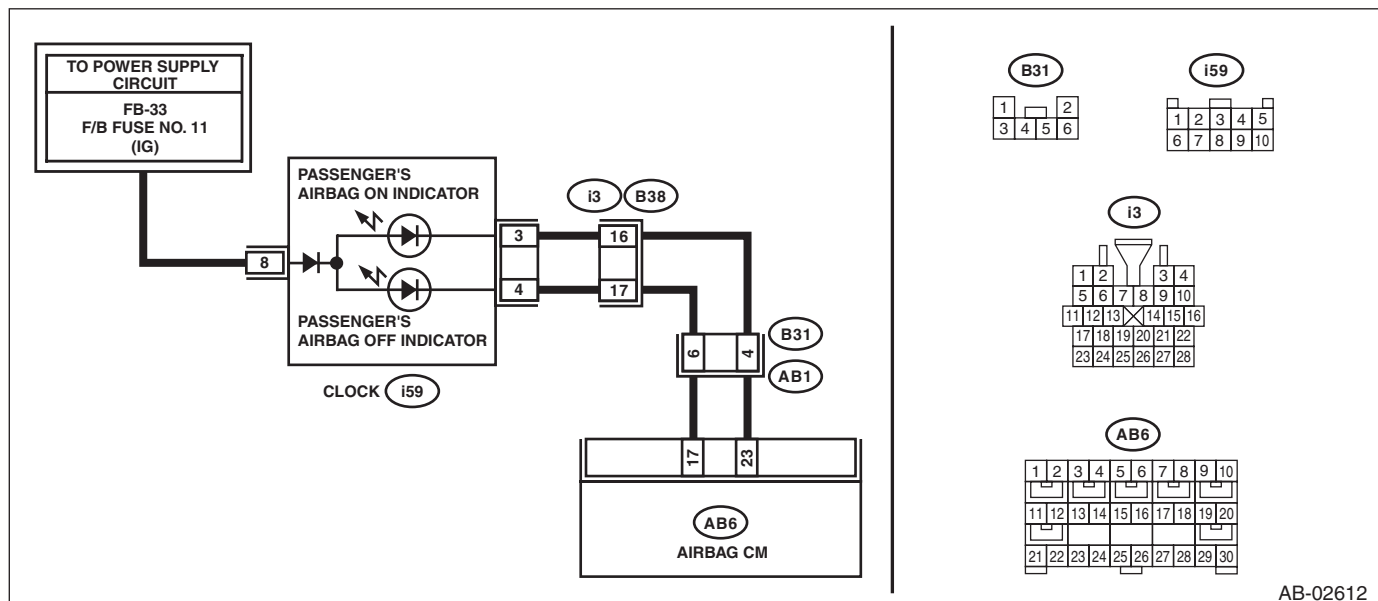 TO POWER SUPPLY
CIRCUIT
FB-33
F/B FUSE NO. 11
(IG)
PASSENGER'S
AIRBAG ON INDICATOR
8
3
4
PASSENGER'S
AIRBAG OFF INDICATOR
CLOCK i59
i3 B38
16
17
6 4
B31
AB1
17 23
AB6
AIRBAG CM
B31
1 2
3 4 5 6
i59
1 2 3 4 5
6 7 8 9 10
i3
1 2 3 4
5 6 7 8 9 10
11 12 13 14 15 16
17 18 19 20 21 22
23 24 25 26 27 28
AB6
1 2 3 4 5 6 7 8 9 10
11 12 13 14 15 16 17 18 19 20
21 22 23 24 25 26 27 28 29 30
AB-02612